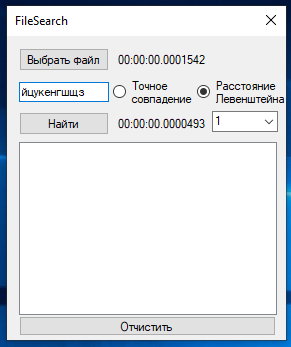 FileSearch
Выбрать файл 00:00:00.0001542
йцукенгшщз Точное совпадение Расстояние Левенштейна
Найти 00:00:00.0000493 1
Отчистить